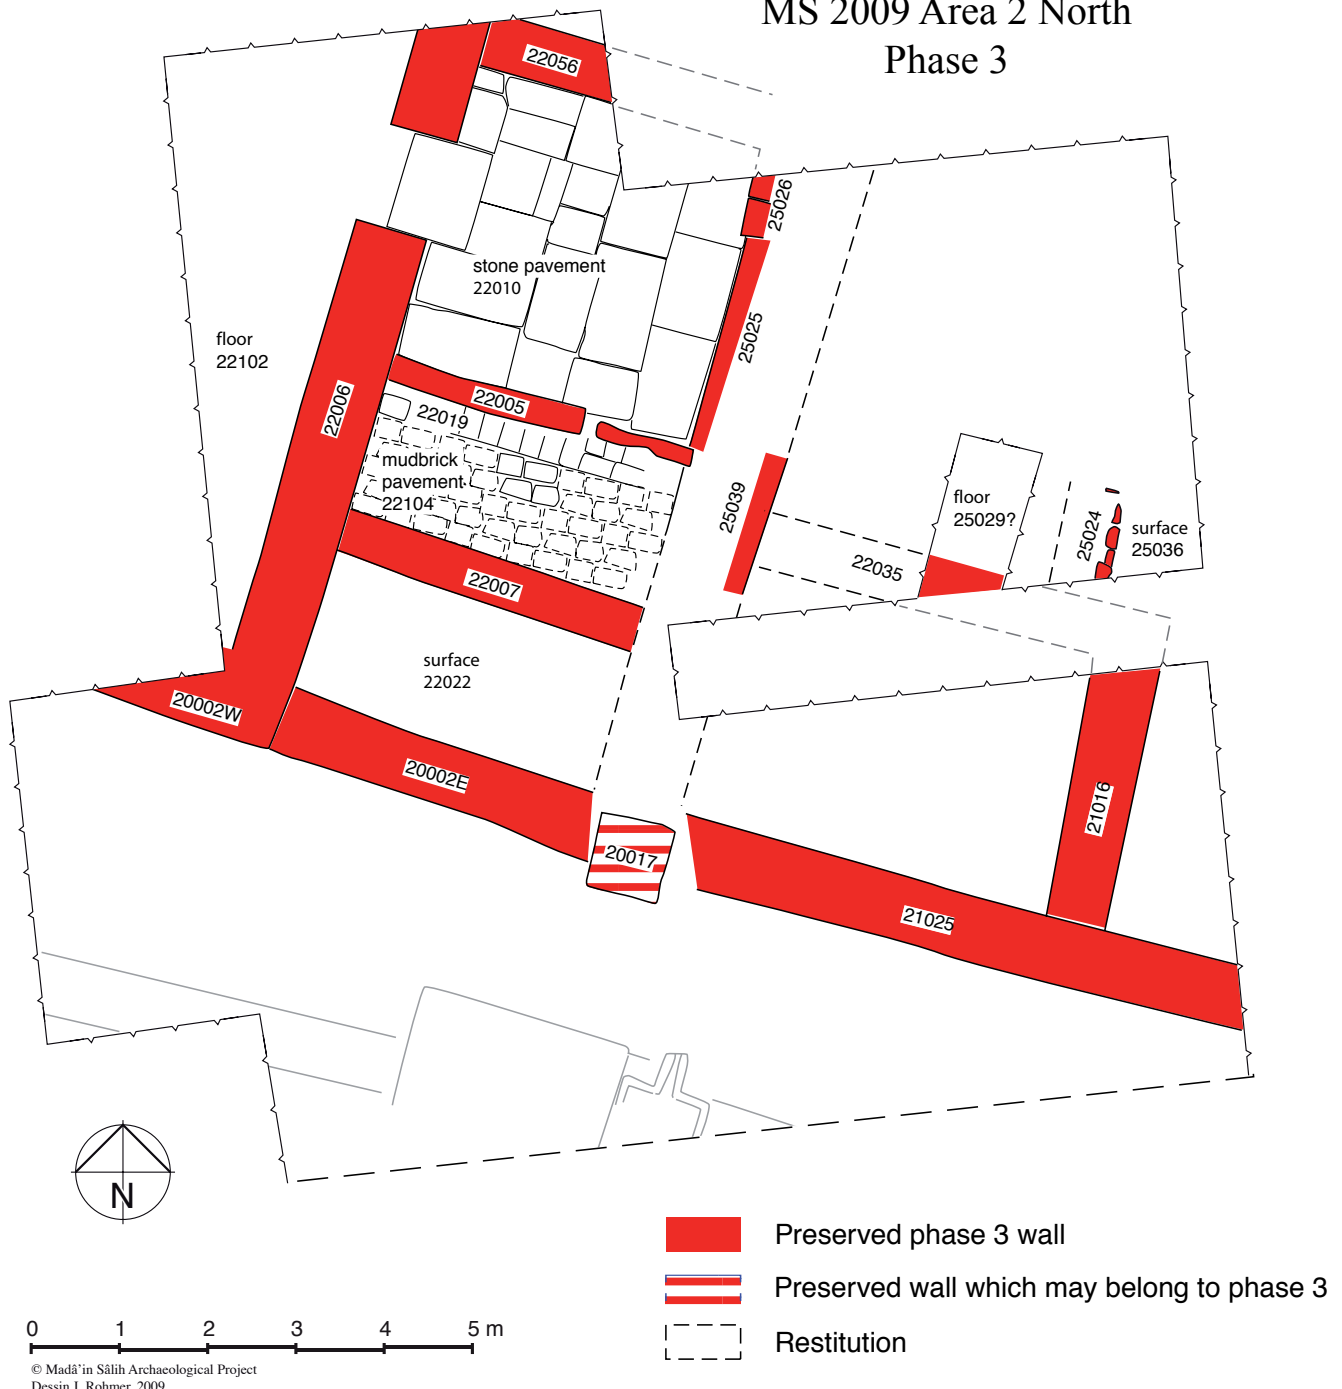 MS 2009 Area 2 North
Phase 3
22056
25026
stone pavement
22010
25025
floor
22102
22006
22005
22019
mudbrick
pavement
22104
25039
floor
25029?
25024
surface
25036
22035
22007
surface
22022
20002W
20002E
20017
21016
21025
N
Preserved phase 3 wall
Preserved wall which may belong to phase 3
Restitution
0 1 2 3 4 5 m
© Madâ'in Sâlih Archaeological Project
Dessin J. Rohmer, 2009